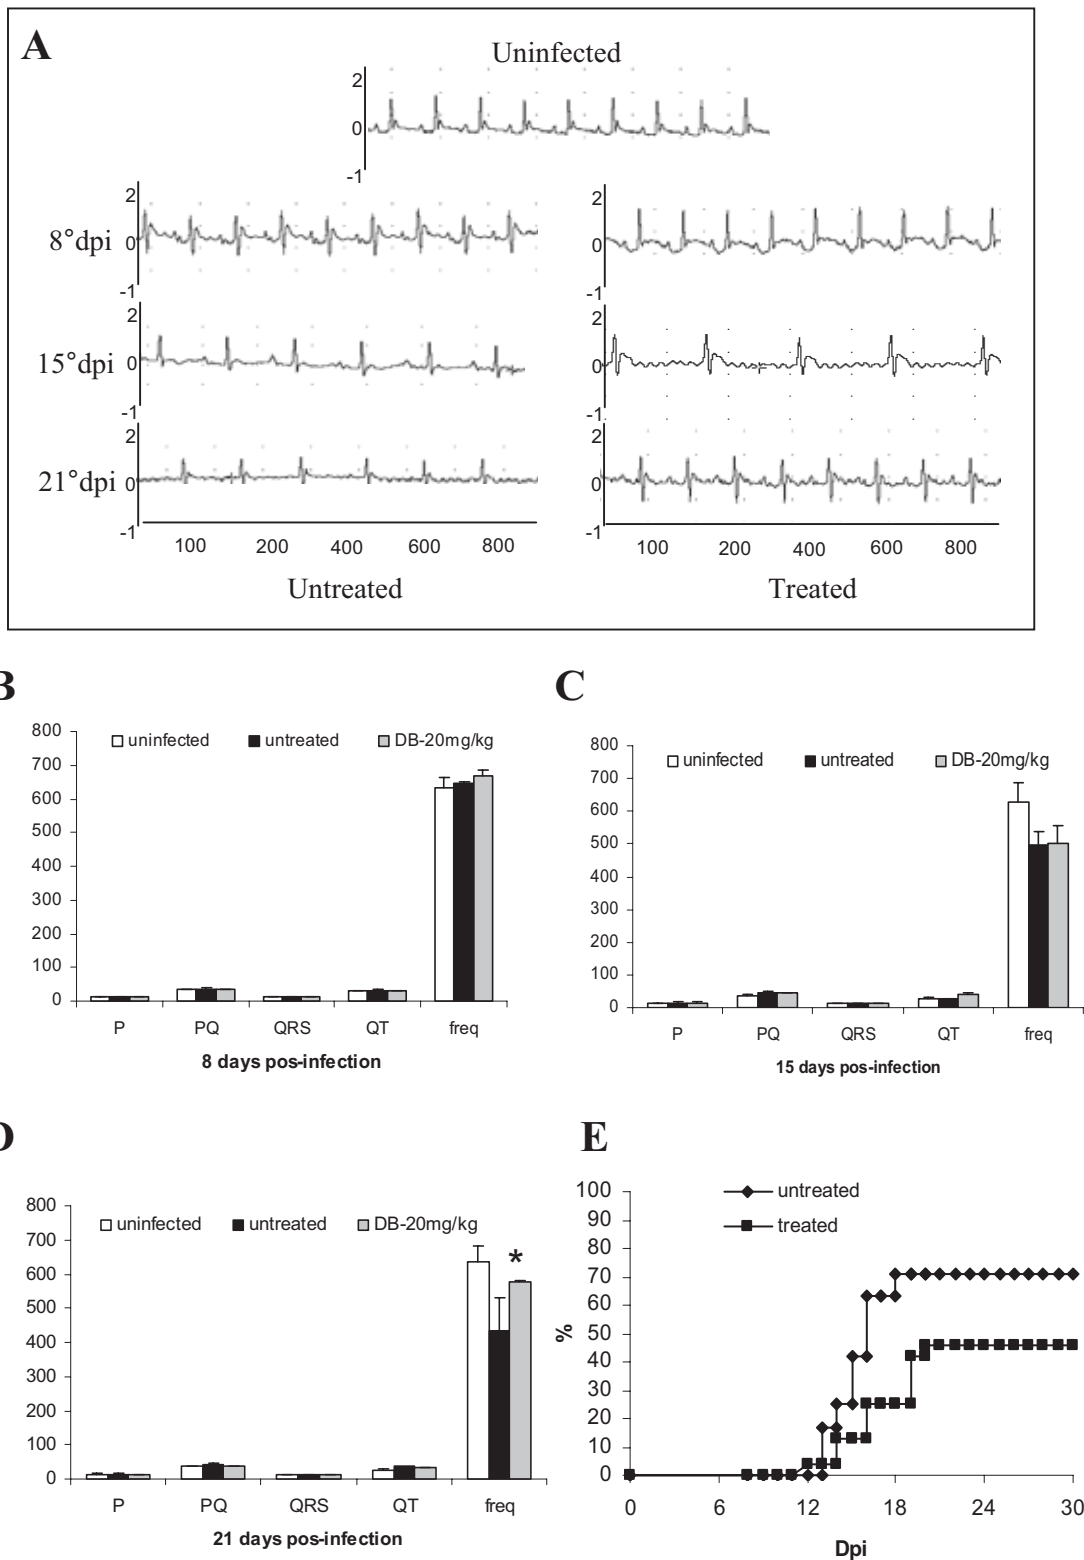 A
Uninfected
2
0
-1
2
8°dpi 0
-1
2
0
-1
2
15°dpi 0
-1
2
0
-1
2
21°dpi 0
-1
2
0
-1
100 200 400 600 800
100 200 400 600 800
Untreated
Treated
B
800
700
600
500
400
300
200
100
0
uninfected untreated DB-20mg/kg
P PQ QRS QT freq
8 days pos-infection
C
800
700
600
500
400
300
200
100
0
uninfected untreated DB-20mg/kg
P PQ QRS QT freq
15 days pos-infection
D
800
700
600
500
400
300
200
100
0
uninfected untreated DB-20mg/kg
*
P PQ QRS QT freq
21 days pos-infection
E
untreated
treated
100
90
80
70
60
50
40
30
20
10
0
%
0 6 12 18 24 30
Dpi